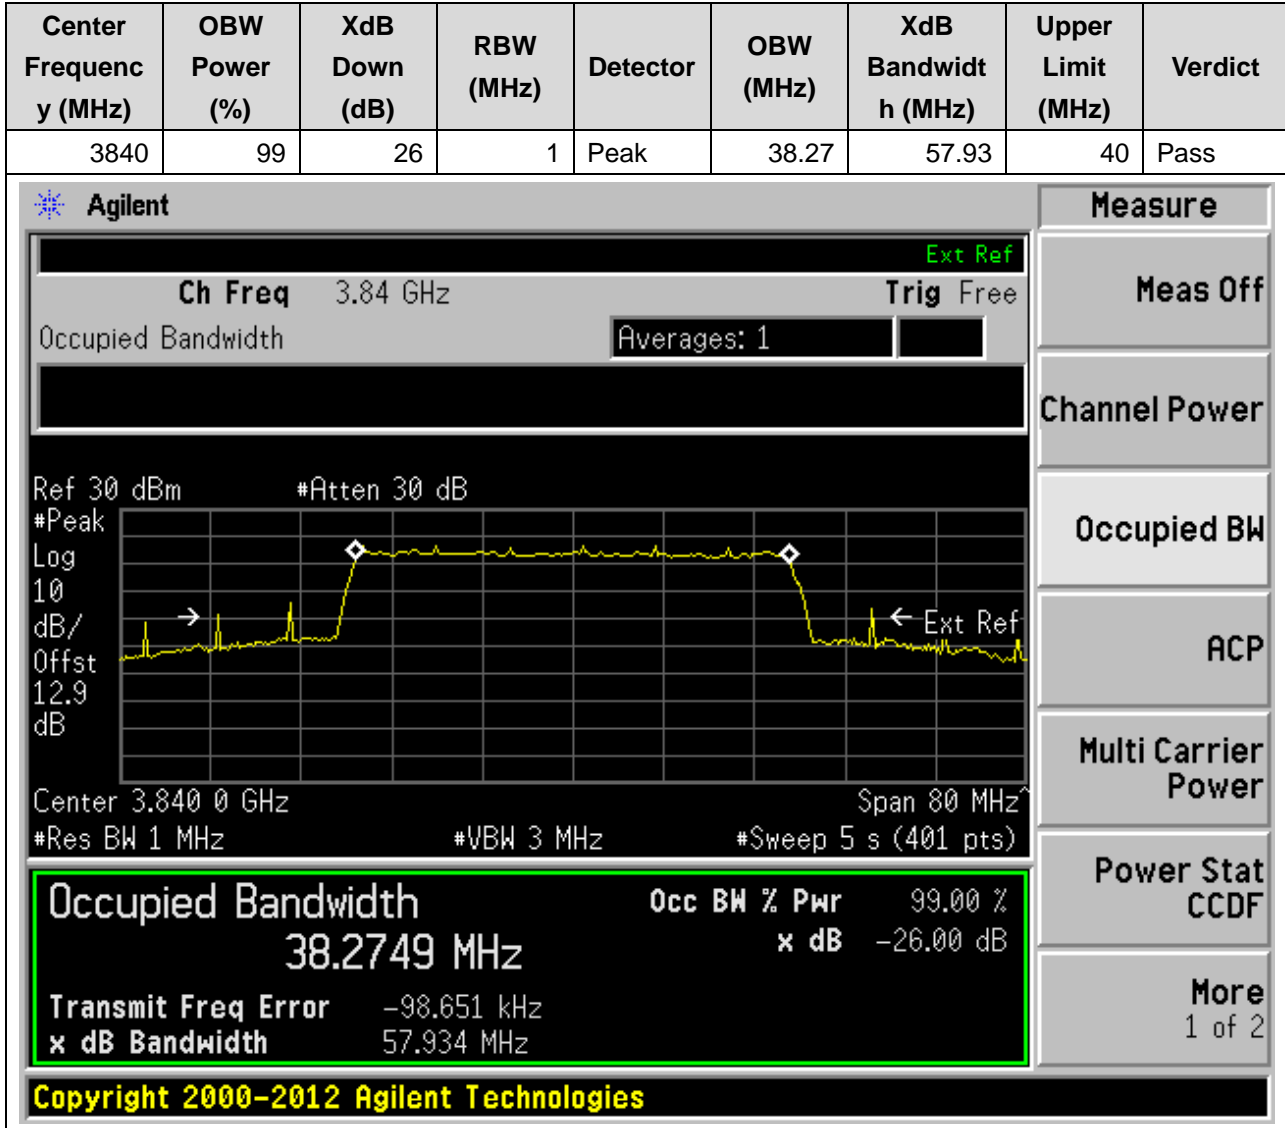 Center Frequenc y (MHz) OBW Power (%) XdB Down (dB) RBW (MHz) Detector OBW (MHz) XdB Bandwidt h (MHz) Upper Limit (MHz) Verdict
3840 99 26 1 Peak 38.27 57.93 40 Pass
Agilent
Measure
Ext Ref
Ch Freq 3.84 GHz Trig Free
Meas Off
Occupied Bandwidth Averages: 1
Channel Power
Ref 30 dBm #Atten 30 dB
#Peak
Log
10
dB/
Offst
12.9
dB
Ext Ref
Occupied BW
ACP
Multi Carrier
Power
Center 3.840 0 GHz Span 80 MHz^
#Res BW 1 MHz #VBW 3 MHz #Sweep 5 s (401 pts)
Power Stat
CCDF
Occupied Bandwidth Occ BW % Pwr 99.00 %
38.2749 MHz x dB -26.00 dB
Transmit Freq Error -98.651 kHz
x dB Bandwidth 57.934 MHz
More
1 of 2
Copyright 2000-2012 Agilent Technologies